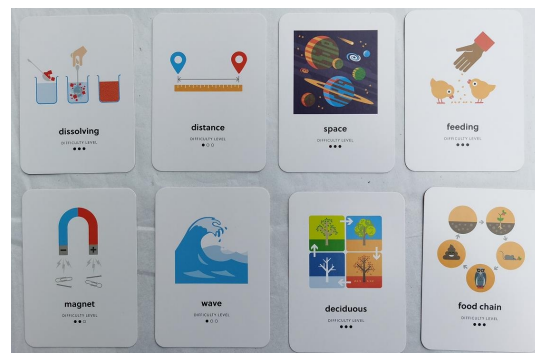 dissolving
DIFFICULTY LEVEL
distance
DIFFICULTY LEVEL
space
DIFFICULTY LEVEL
feeding
DIFFICULTY LEVEL
magnet
DIFFICULTY LEVEL
wave
DIFFICULTY LEVEL
deciduous
DIFFICULTY LEVEL
food chain
DIFFICULTY LEVEL